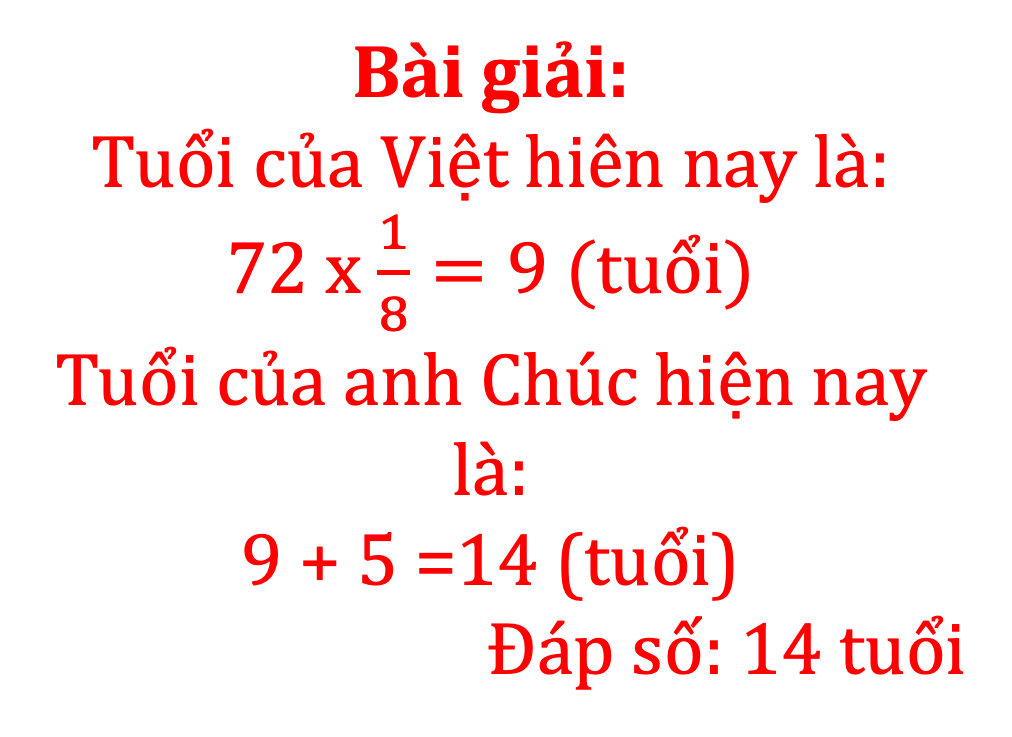 Bài giải:
Tuổi của Việt hiên nay là:
72 x 1/8 = 9 (tuổi)
Tuổi của anh Chúc hiện nay
là:
9 + 5 =14 (tuổi)
Đáp số: 14 tuổi